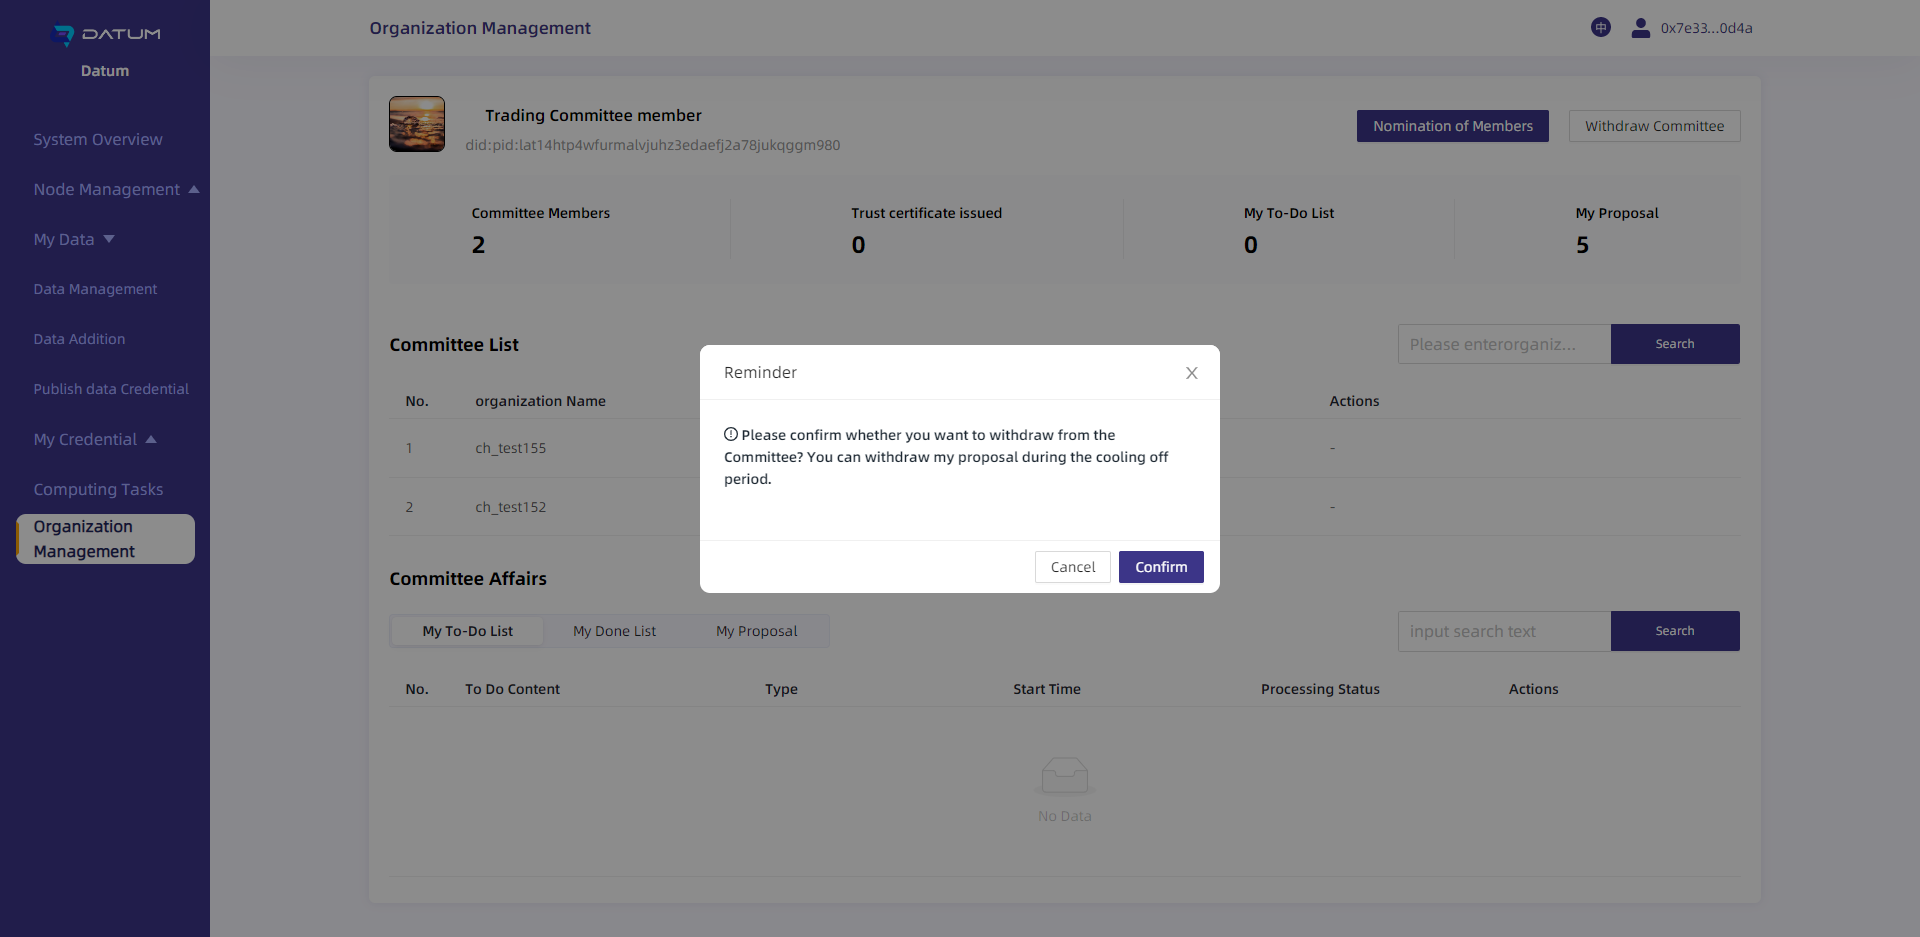 DATUM
Datum
System Overview
Node Management
My Data
Data Management
Data Addition
Publish data Credential
My Credential
Computing Tasks
Organization
Management
Organization Management
中
0x7e33...0d4a
Trading Committee member
did:pid:lat14htp4wfurmalvjuhz3edaefj2a78jukqggm980
Nomination of Members
Withdraw Committee
Committee Members
Trust certificate issued
My To-Do List
My Proposal
2
0
0
5
Committee List
Please enterorganiz...
Search
No.
organization Name
Actions
1
ch_test155
-
2
ch_test152
-
Reminder
X
Please confirm whether you want to withdraw from the
Committee? You can withdraw my proposal during the cooling off
period.
Cancel
Confirm
Committee Affairs
My To-Do List
My Done List
My Proposal
input search text
Search
No.
To Do Content
Type
Start Time
Processing Status
Actions
No Data